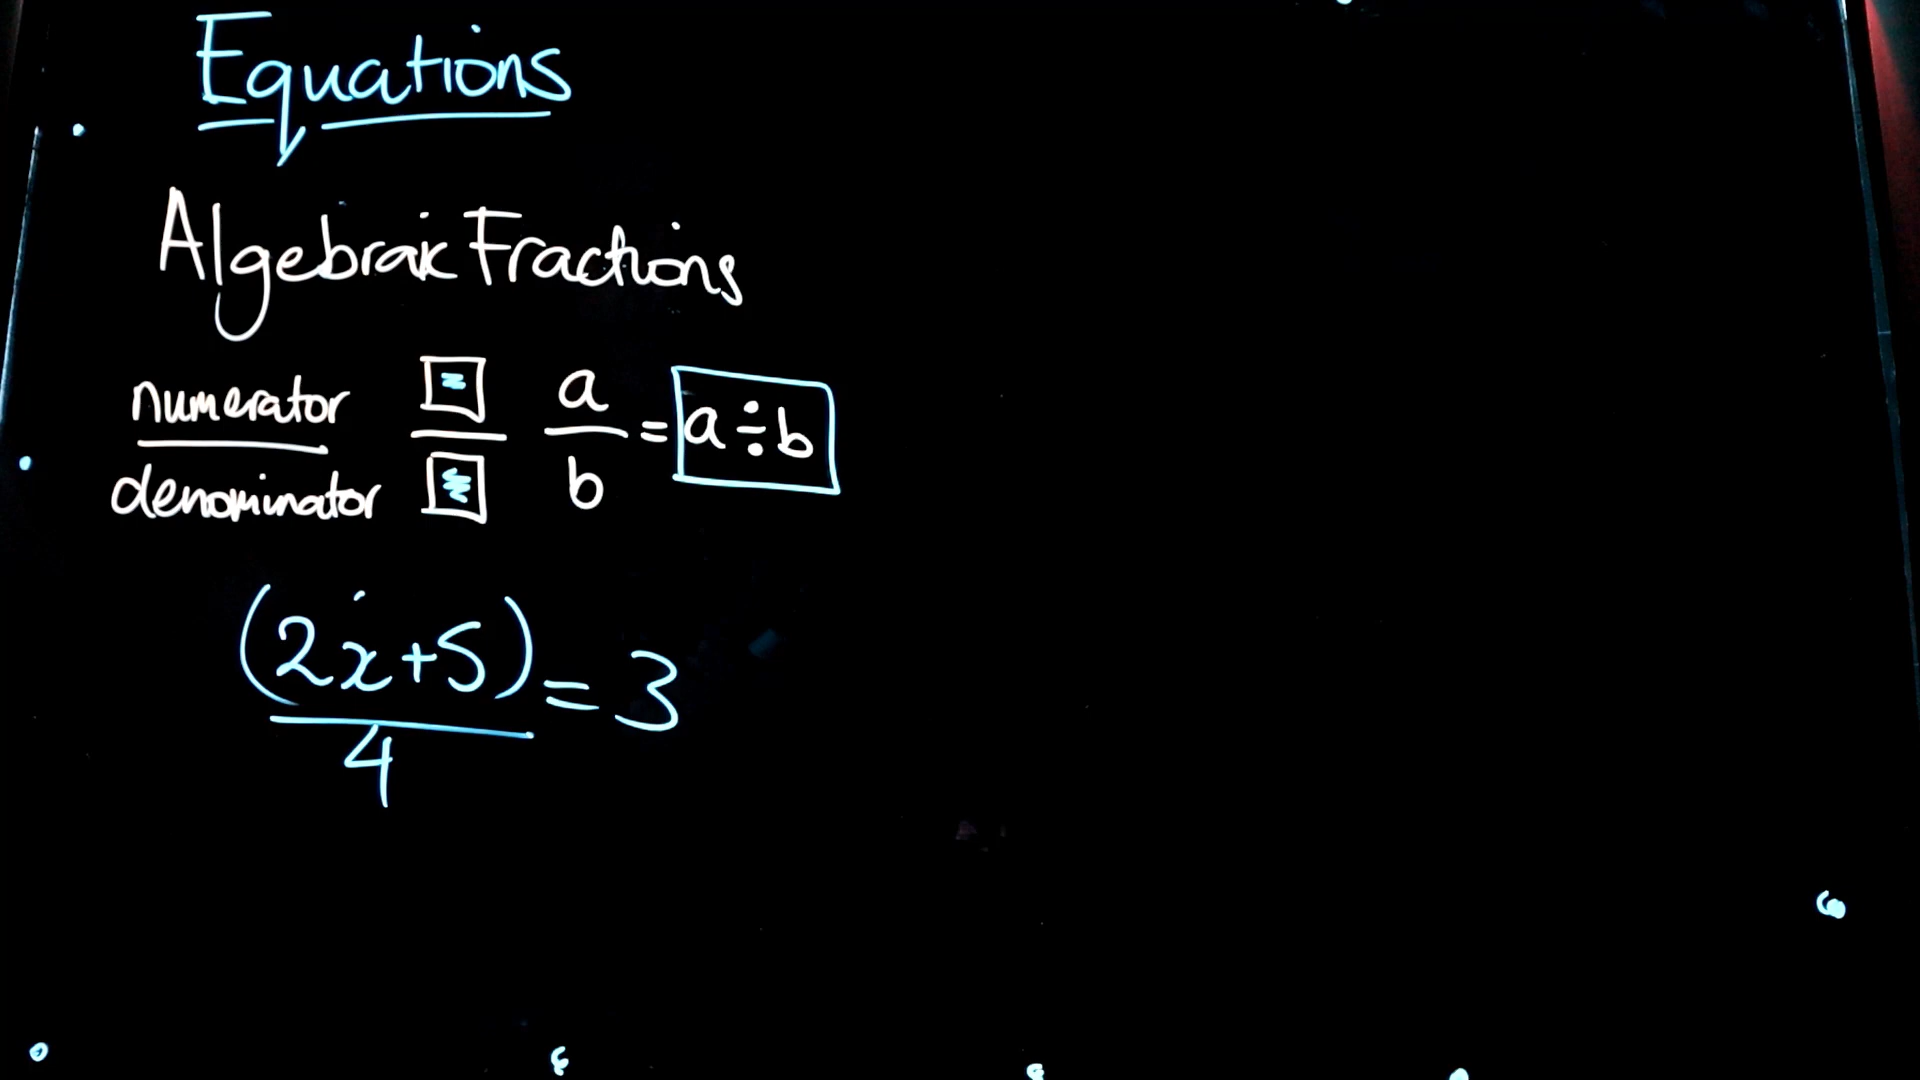 Equations
Algebraic Fractions
numerator
denominator
a
b
= a ÷ b
(2x+5)
4
= 3